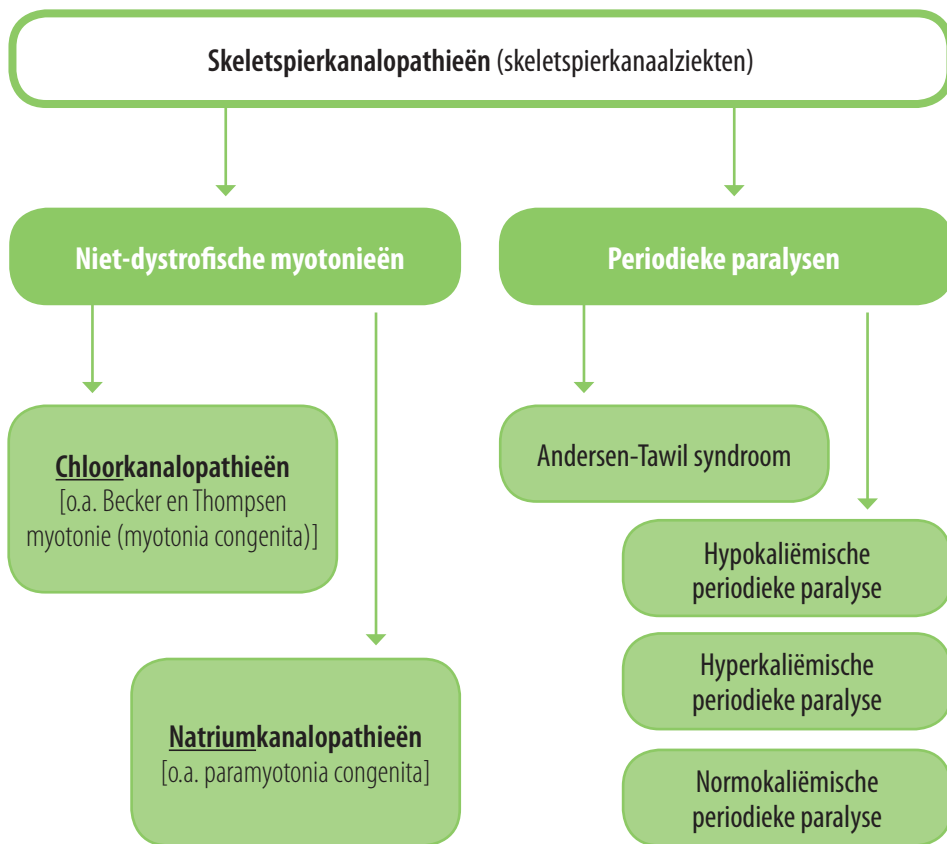 Skeletspierkanalopathieën (skeletspierkanaalziekten)
Niet-dystrofische myotonieën
Periodieke paralysen
Chloorkanalopathieën
[o.a. Becker en Thompsen
myotonie (myotonia congenita)]
Andersen-Tawil syndroom
Hypokaliëmische
periodieke paralyse
Hyperkaliëmische
periodieke paralyse
Natriumkanalopathieën
[o.a. paramyotonia congenita]
Normokaliëmische
periodieke paralyse